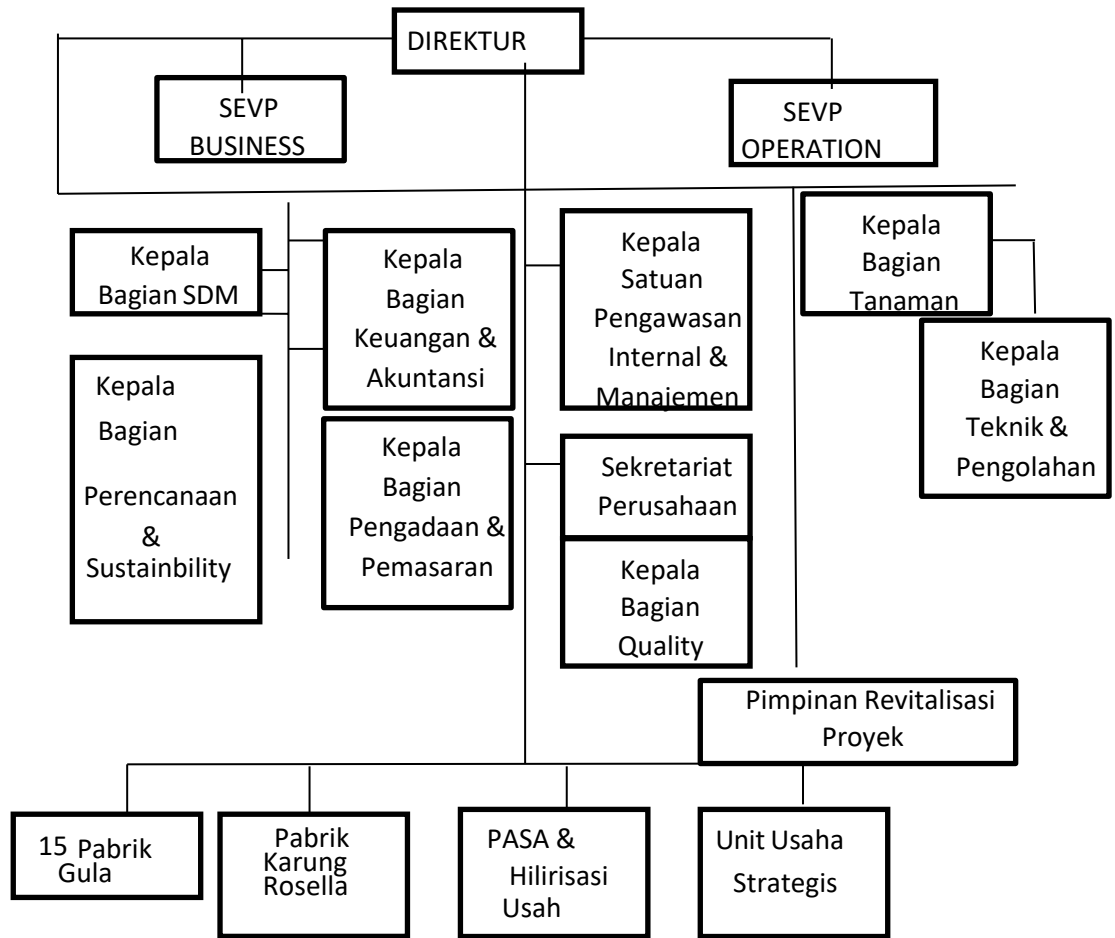 DIREKTUR
SEVP
BUSINESS
SEVP
OPERATION
Kepala
Bagian SDM
Kepala
Bagian
Keuangan &
Akuntansi
Kepala
Satuan
Pengawasan
Internal &
Manajemen
Kepala
Bagian
Tanaman
Kepala
Bagian
Teknik &
Pengolahan
Kepala
Bagian
Perencanaan
&
Sustainbility
Kepala
Bagian
Pengadaan &
Pemasaran
Sekretariat
Perusahaan
Kepala
Bagian
Quality
Pimpinan Revitalisasi
Proyek
15 Pabrik
Gula
Pabrik
Karung
Rosella
PASA &
Hilirisasi
Usah
Unit Usaha
Strategis